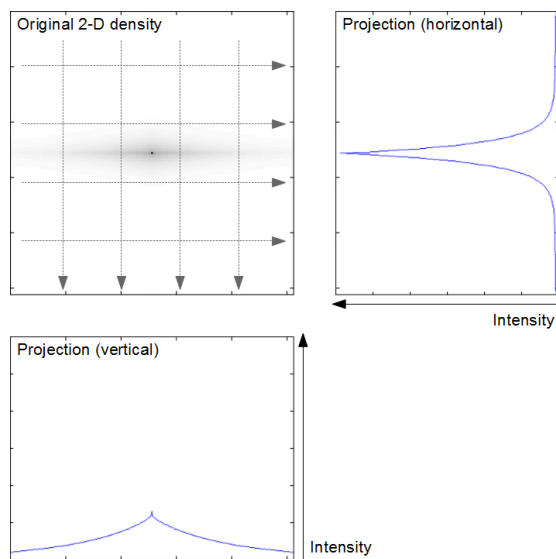 Original 2-D density
Projection (horizontal)
Intensity
Projection (vertical)
Intensity